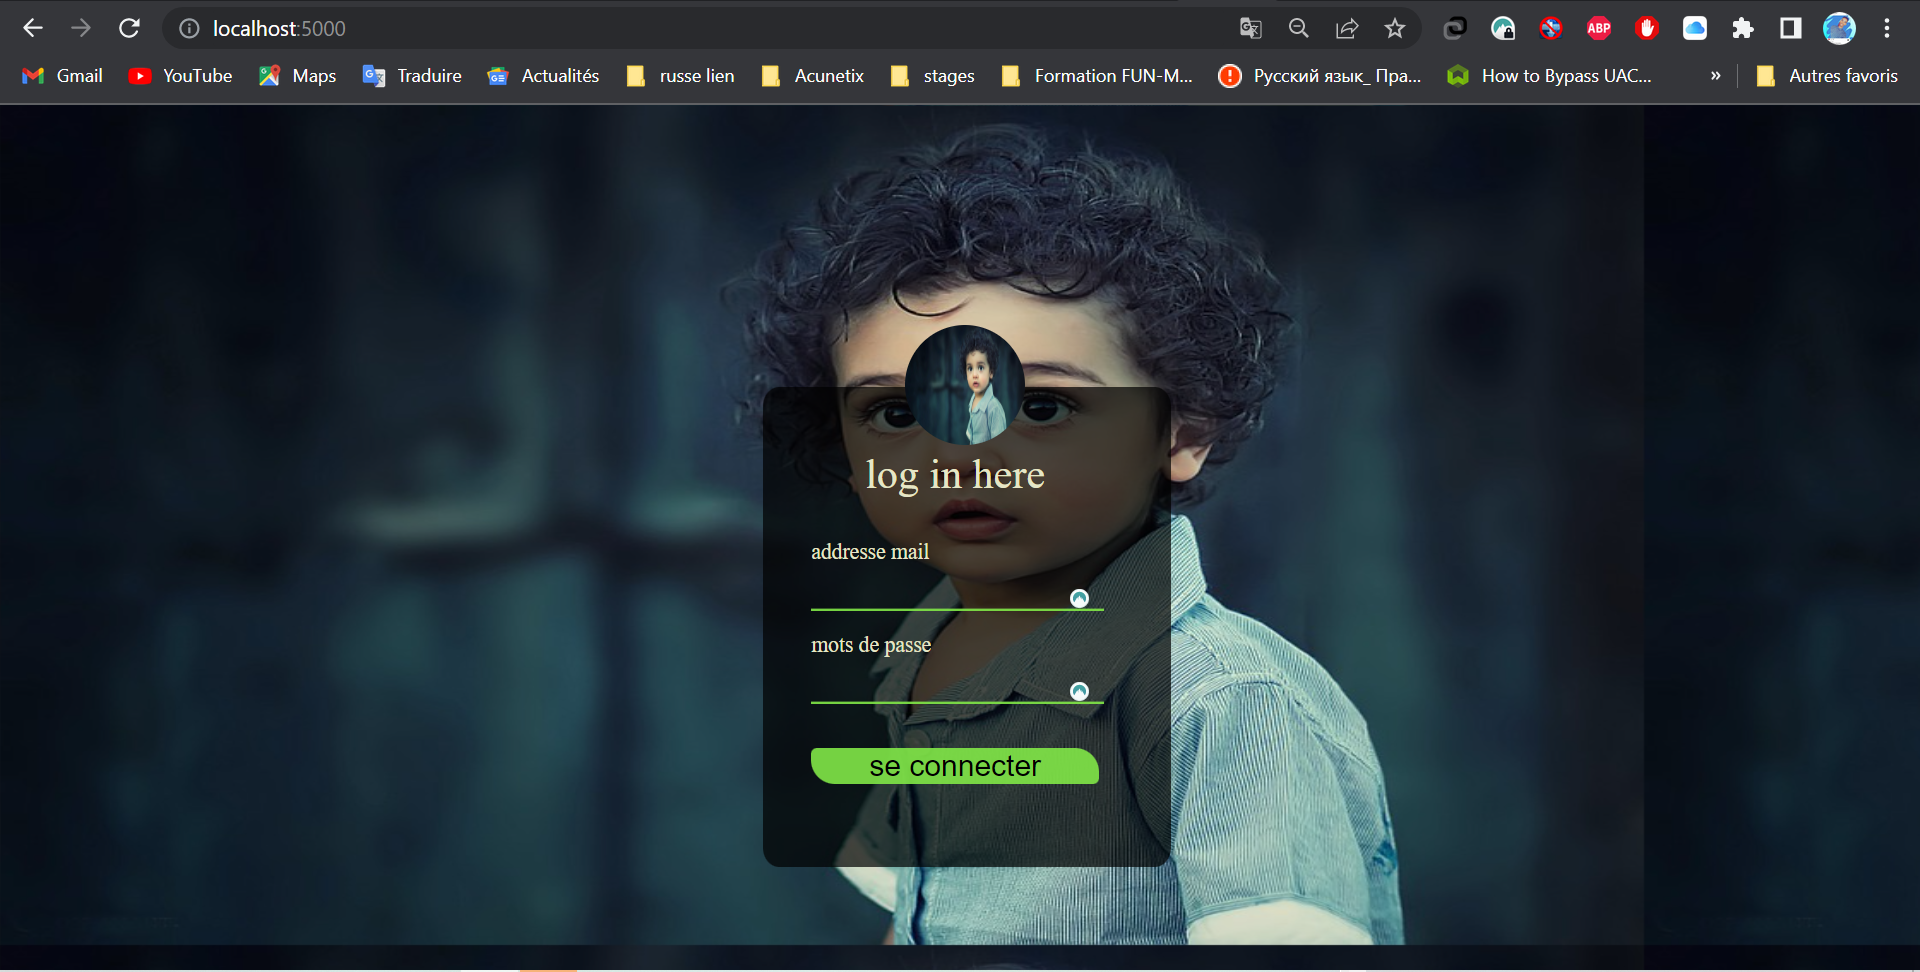 localhost:5000
ABP
Gmail
YouTube
Maps
Traduire
Actualités
russe lien
Acunetix
stages
Formation FUN-M...
Русский язык_ Пра...
How to Bypass UAC...
»
Autres favoris
log in here
addresse mail
mots de passe
se connecter